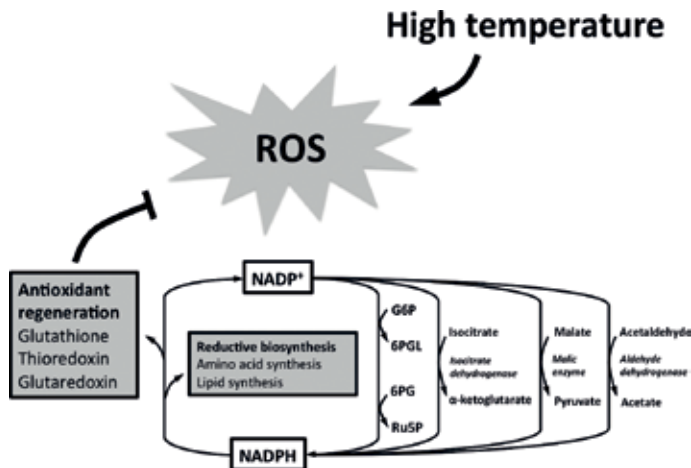 High temperature
ROS
NADP⁺
Antioxidant
regeneration
Glutathione
Thioredoxin
Glutaredoxin
Reductive biosynthesis
Amino acid synthesis
Lipid synthesis
G6P
6PGL
6PG
Ru5P
Isocitrate
Isocitrate
dehydrogenase
α-ketoglutarate
Malate
Malic
enzyme
Pyruvate
Acetaldehyde
Aldehyde
dehydrogenase
Acetate
NADPH